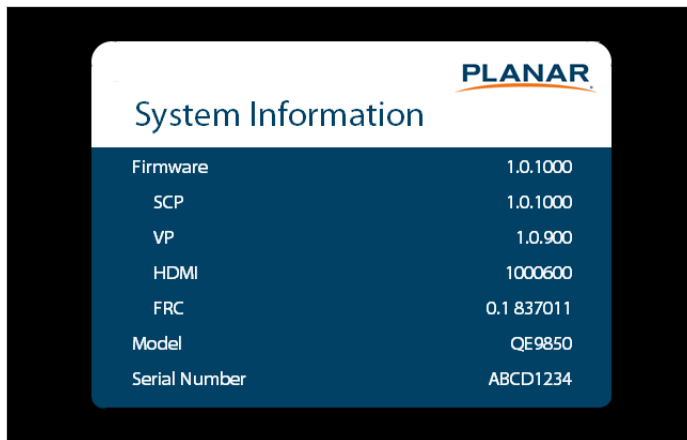 PLANAR
System Information
Firmware 1.0.1000
SCP 1.0.1000
VP 1.0.900
HDMI 1000600
FRC 0.1 837011
Model QE9850
Serial Number ABCD1234